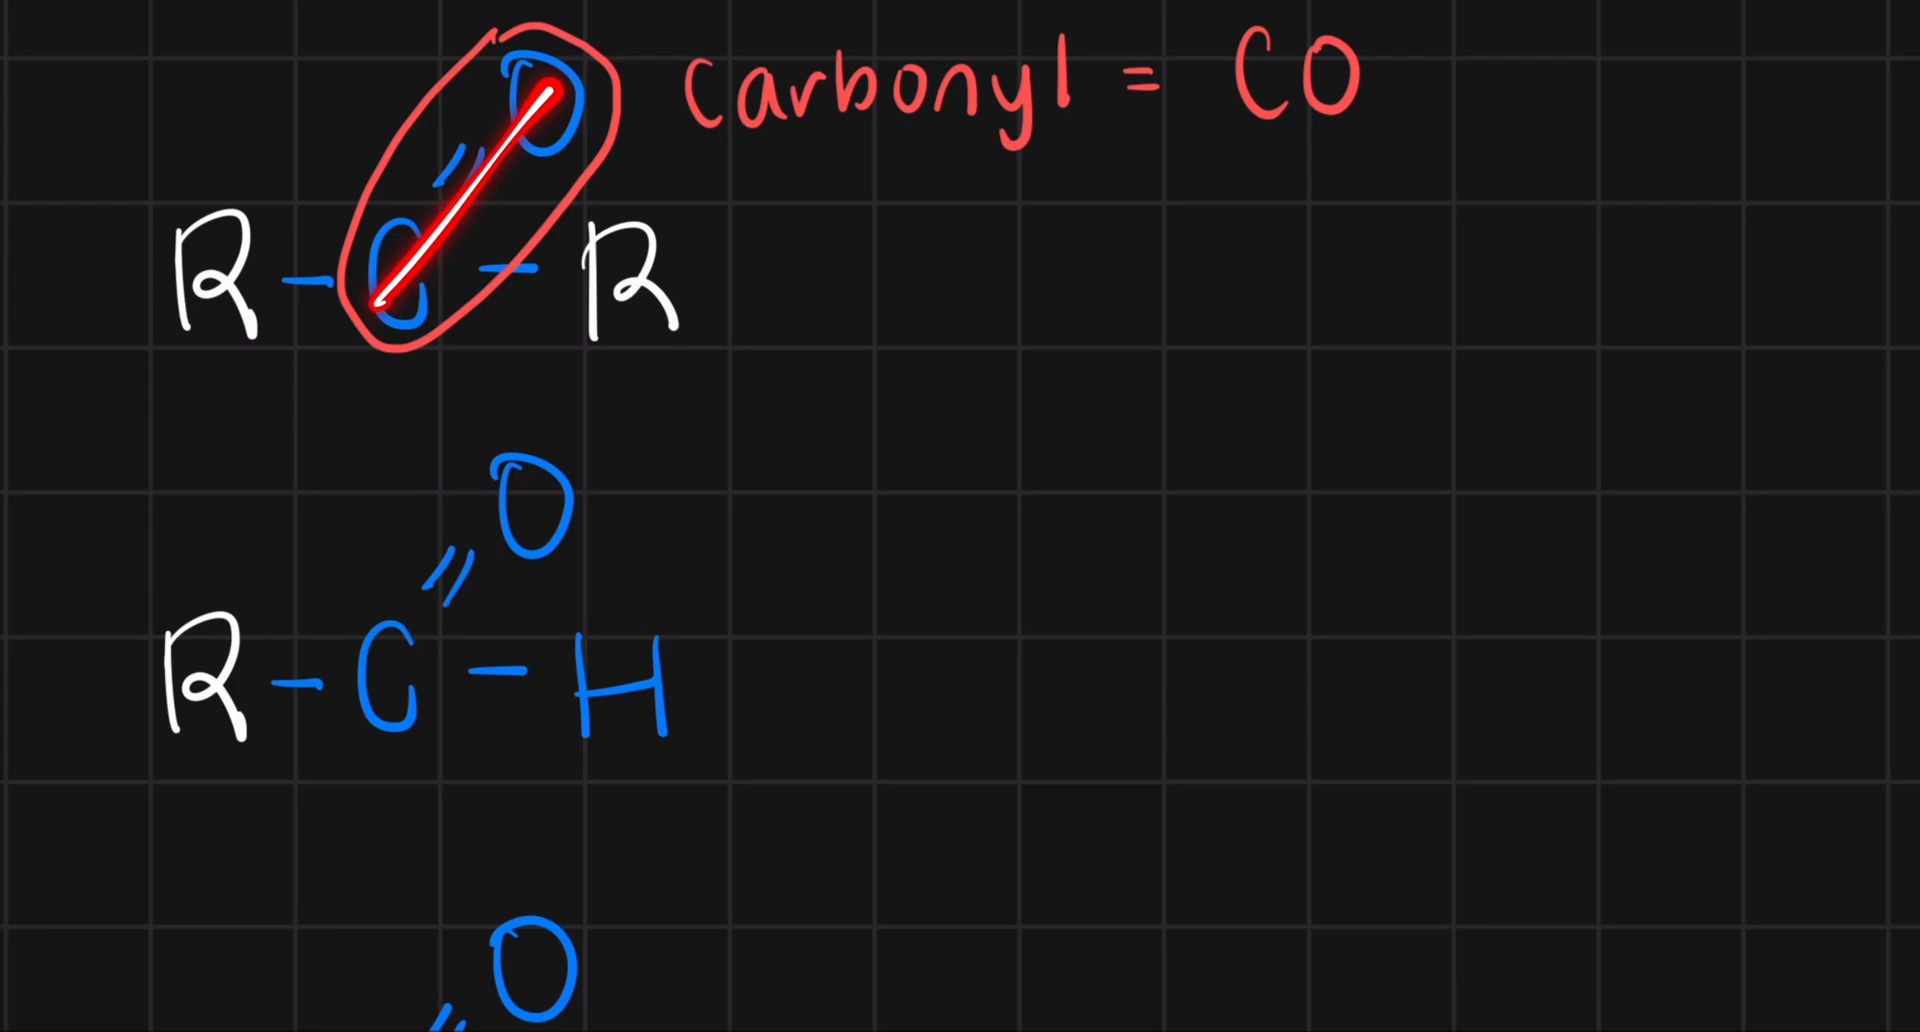 O carbonyl = CO
//
R - C - R
O
//
R - C - H
O
//